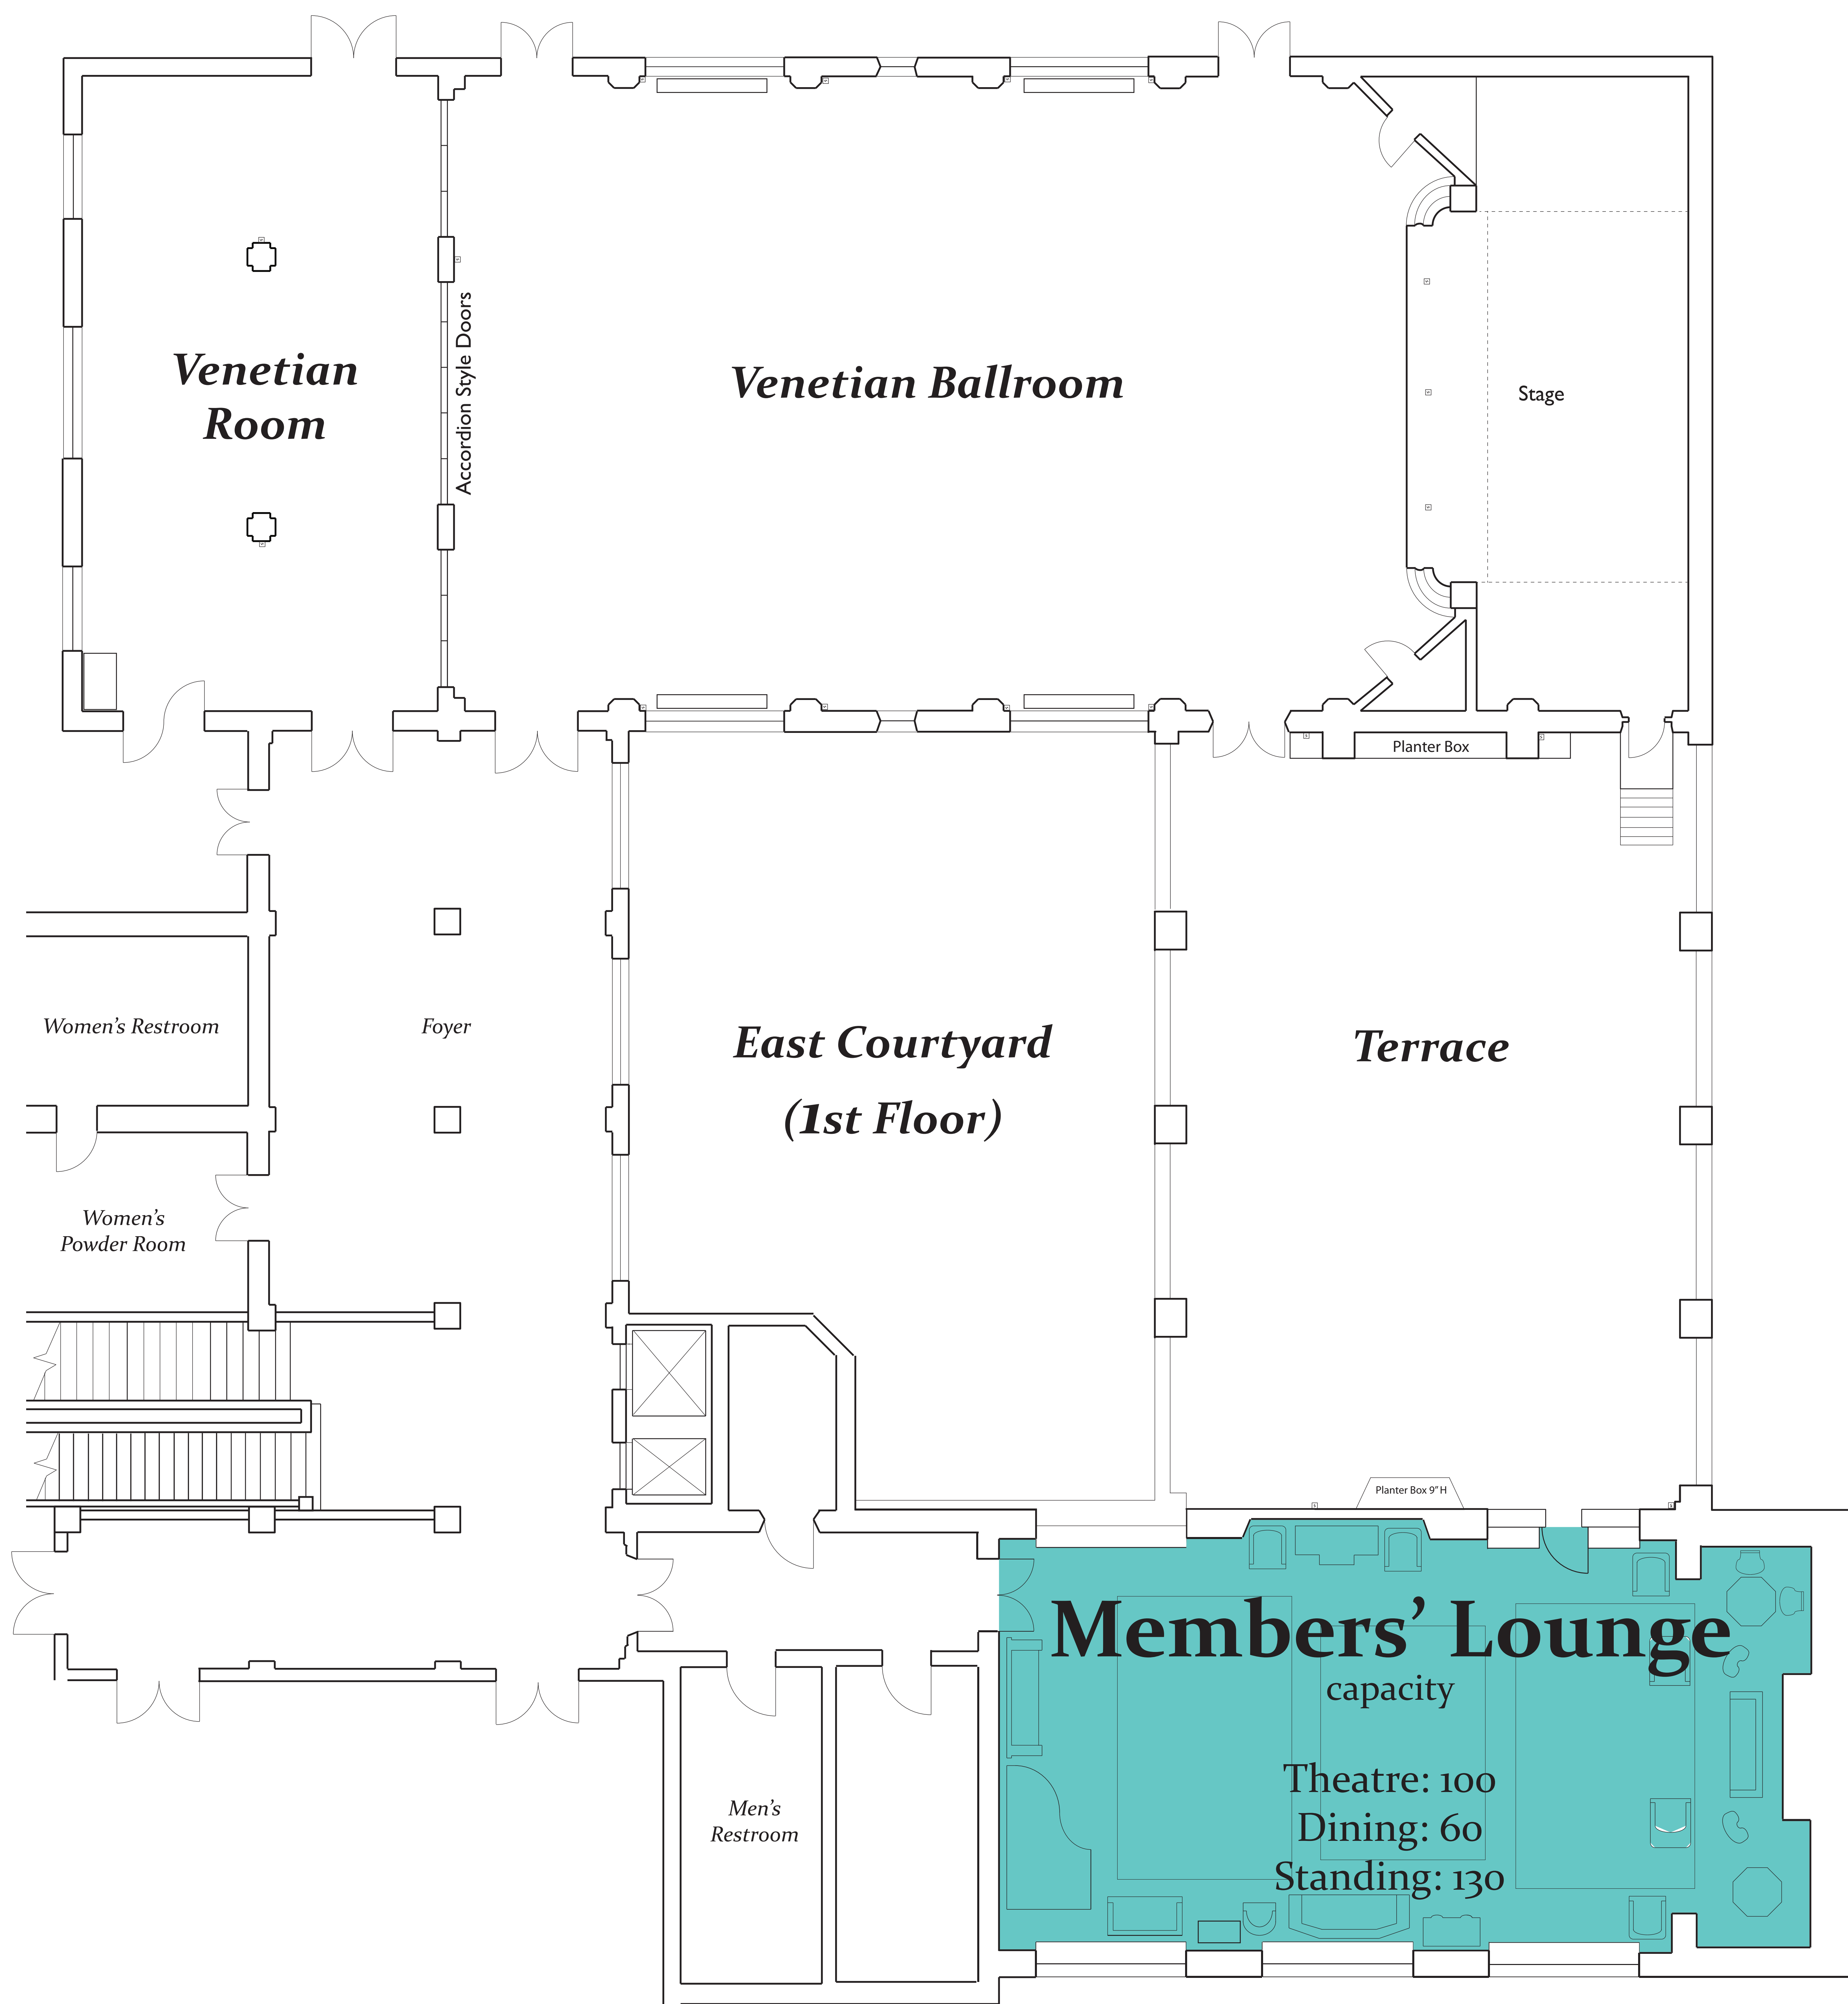 Venetian
Room
Accordion Style Doors
Venetian Ballroom
Stage
Planter Box
Women's Restroom
Foyer
East Courtyard
(1st Floor)
Terrace
Women's
Powder Room
Planter Box 9" H
Members' Lounge
capacity
Theatre: 100
Dining: 60
Standing: 130
Men's
Restroom